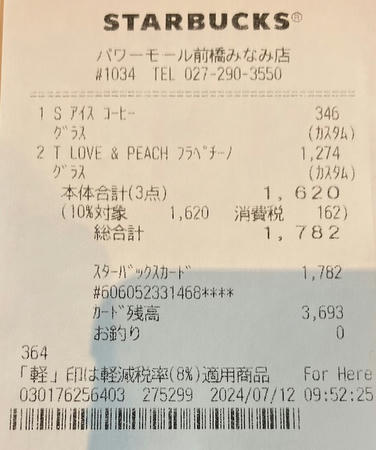 STARBUCKS®
パワーモール前橋みなみ店
#1034 TEL 027-290-3550
1 S アイス コーヒー 346
グラス (カスタム)
2 T LOVE & PEACH フラペチーノ 1,274
グラス (カスタム)
本体合計(3点) 1,620
(10%対象 1,620 消費税 162)
総合計 1,782
スターバックスカード 1,782
#606052331468****
カード残高 3,693
お釣り 0
364
「軽」印は軽減税率(8%)適用商品 For Here
030176256403 275299 2024/07/12 09:52:25